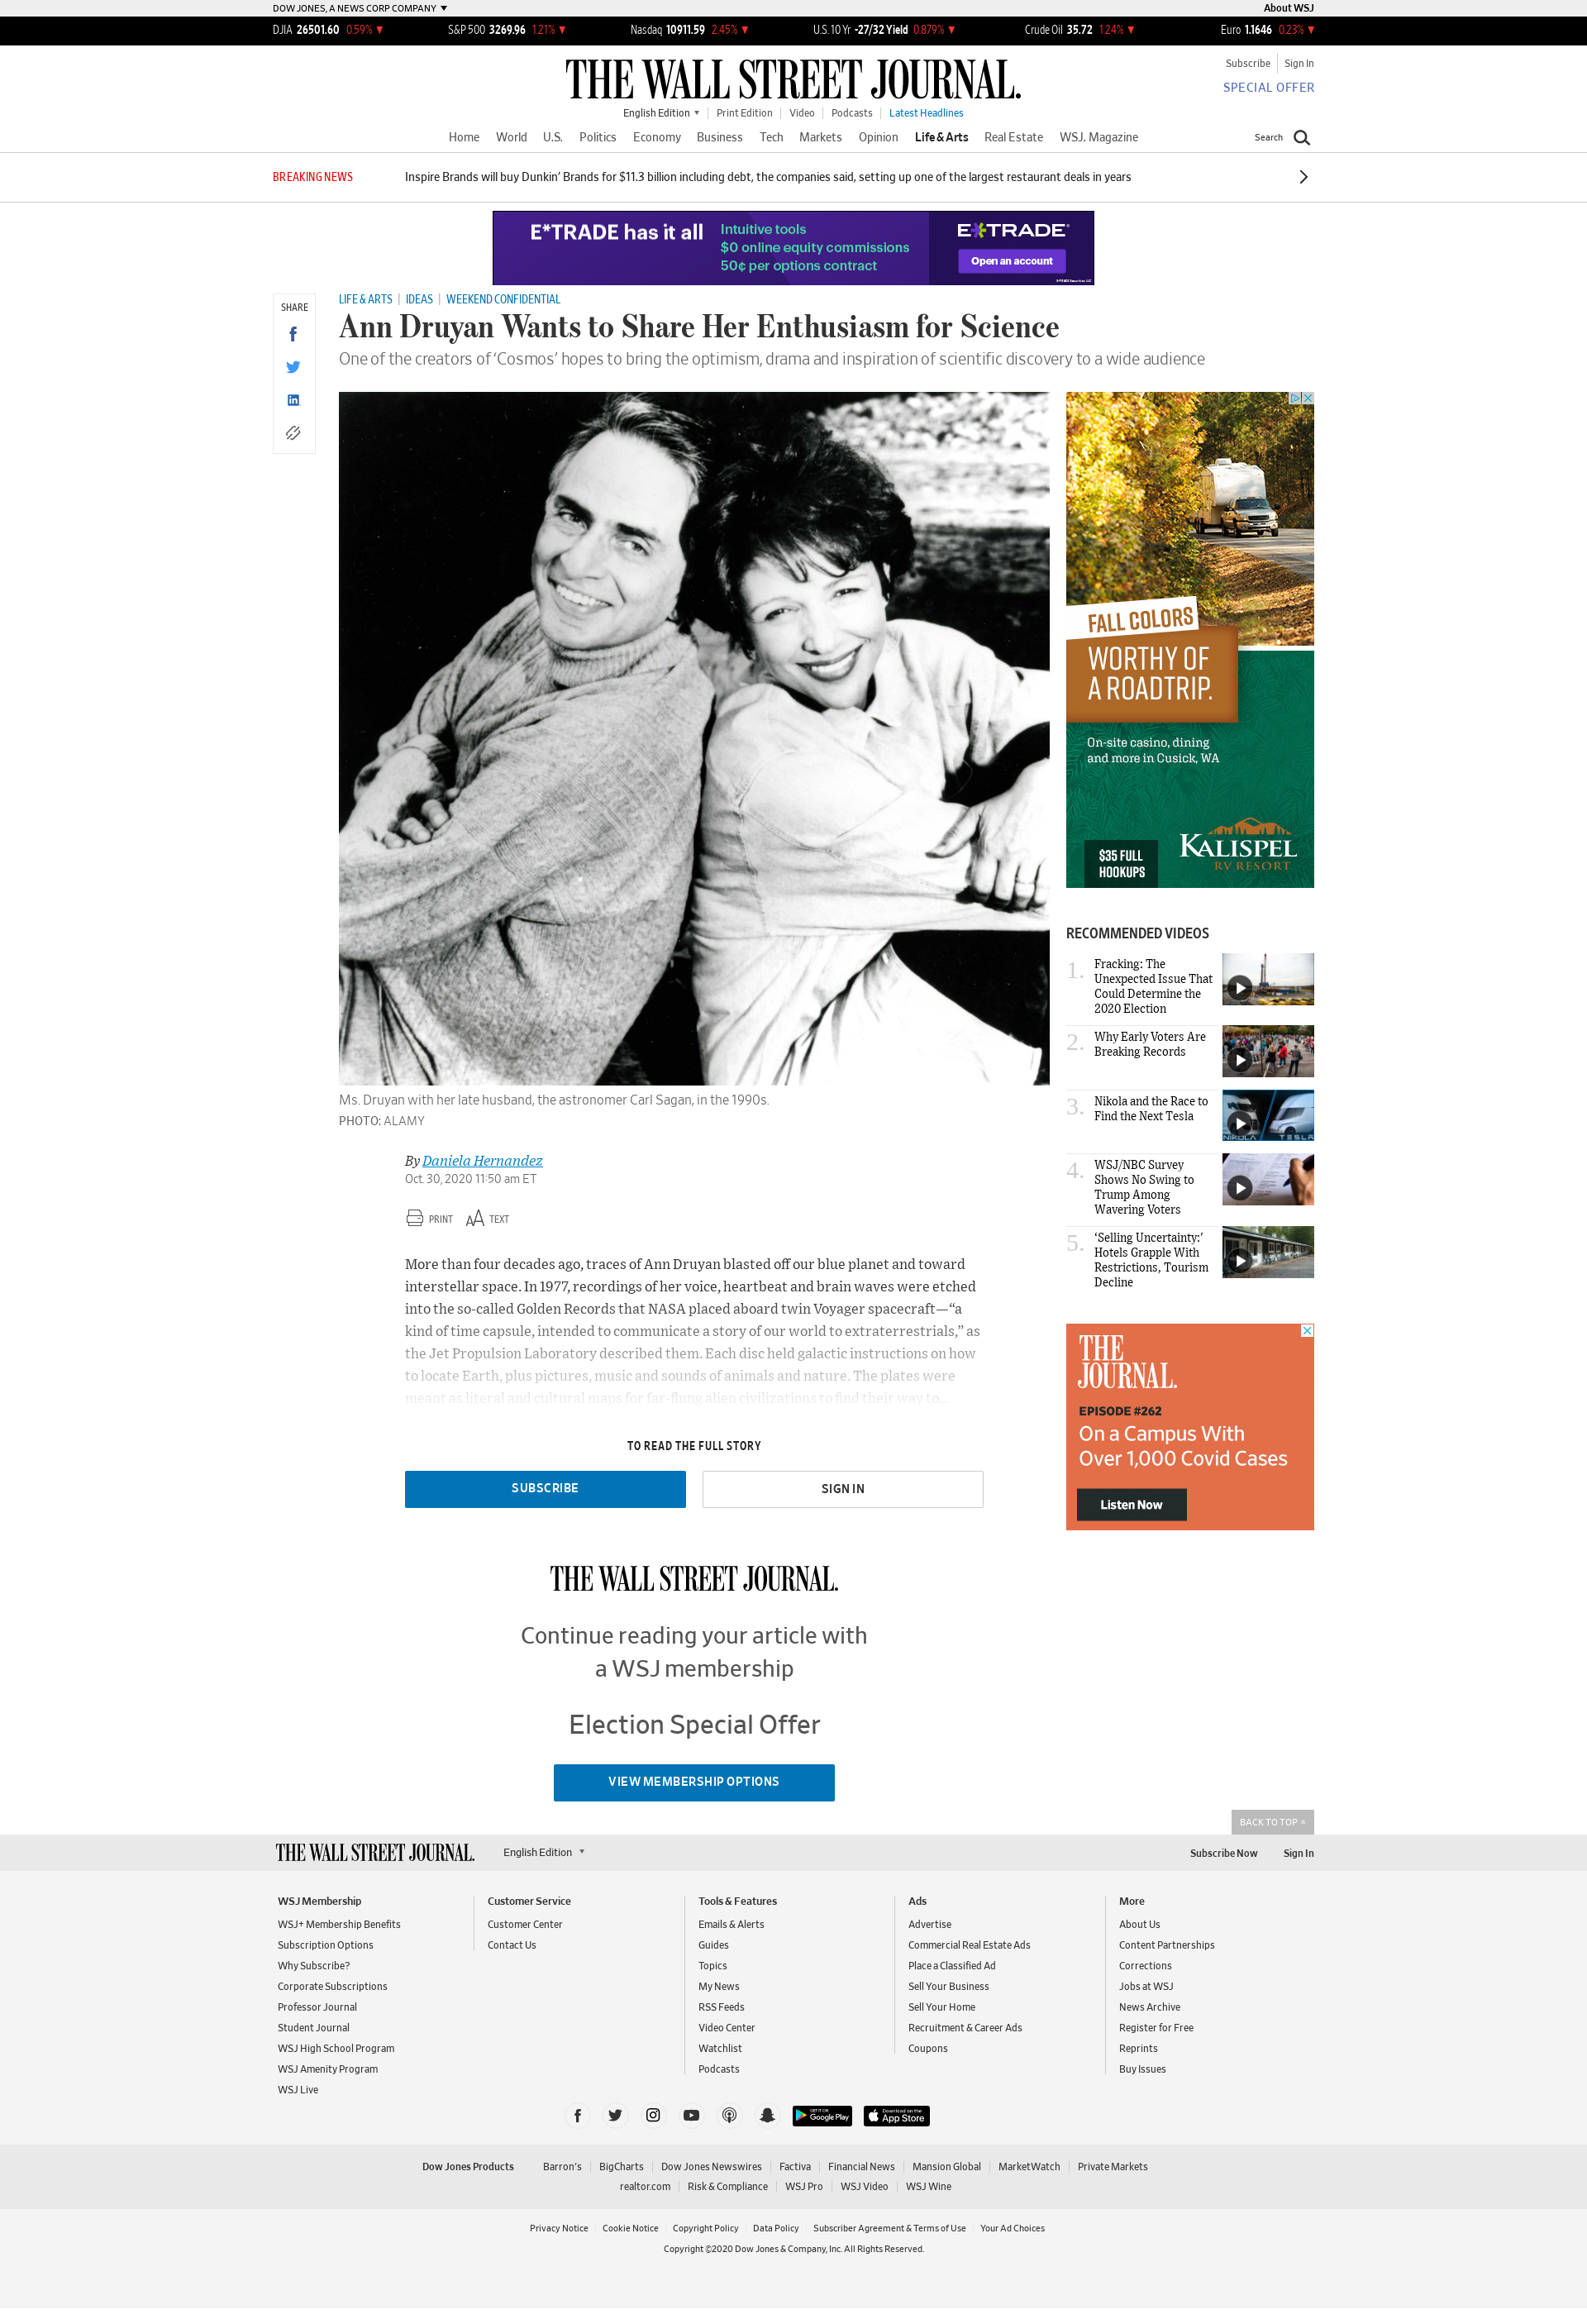 DOW JONES, A NEWS CORP COMPANY
About WSJ
DJIA 26501.60 0.59%
S&P 500 3269.96 1.21%
Nasdaq 10911.59 2.45%
U.S. 10 Yr -27/32 Yield 0.879%
Crude Oil 35.72 1.24%
Euro 1.1646 0.23%
THE WALL STREET JOURNAL.
Subscribe
Sign In
SPECIAL OFFER
English Edition
Print Edition
Video
Podcasts
Latest Headlines
Home World U.S. Politics Economy Business Tech Markets Opinion Life & Arts Real Estate WSJ. Magazine
Search
BREAKING NEWS
Inspire Brands will buy Dunkin’ Brands for $11.3 billion including debt, the companies said, setting up one of the largest restaurant deals in years
E*TRADE has it all
Intuitive tools
$0 online equity commissions
50¢ per options contract
E*TRADE®
Open an account
SHARE
LIFE & ARTS | IDEAS | WEEKEND CONFIDENTIAL
Ann Druyan Wants to Share Her Enthusiasm for Science
One of the creators of ‘Cosmos’ hopes to bring the optimism, drama and inspiration of scientific discovery to a wide audience
FALL COLORS
WORTHY OF
A ROADTRIP.
On-site casino, dining
and more in Cusick, WA
$35 FULL
HOOKUPS
KALISPEL
RV RESORT
Ms. Druyan with her late husband, the astronomer Carl Sagan, in the 1990s.
PHOTO: ALAMY
By Daniela Hernandez
Oct. 30, 2020 11:50 am ET
PRINT
TEXT
More than four decades ago, traces of Ann Druyan blasted off our blue planet and toward
interstellar space. In 1977, recordings of her voice, heartbeat and brain waves were etched
into the so-called Golden Records that NASA placed aboard twin Voyager spacecraft—“a
kind of time capsule, intended to communicate a story of our world to extraterrestrials,” as
the Jet Propulsion Laboratory described them. Each disc held galactic instructions on how
to locate Earth, plus pictures, music and sounds of animals and nature. The plates were
meant as literal and cultural maps for far-flung alien civilizations to find their way to...
TO READ THE FULL STORY
SUBSCRIBE
SIGN IN
THE WALL STREET JOURNAL.
Continue reading your article with
a WSJ membership
Election Special Offer
VIEW MEMBERSHIP OPTIONS
RECOMMENDED VIDEOS
1.
Fracking: The
Unexpected Issue That
Could Determine the
2020 Election
2.
Why Early Voters Are
Breaking Records
3.
Nikola and the Race to
Find the Next Tesla
NIKOLA
TESLA
4.
WSJ/NBC Survey
Shows No Swing to
Trump Among
Wavering Voters
5.
‘Selling Uncertainty:’
Hotels Grapple With
Restrictions, Tourism
Decline
THE
JOURNAL.
EPISODE #262
On a Campus With
Over 1,000 Covid Cases
Listen Now
BACK TO TOP
THE WALL STREET JOURNAL.
English Edition
Subscribe Now
Sign In
WSJ Membership
WSJ+ Membership Benefits
Subscription Options
Why Subscribe?
Corporate Subscriptions
Professor Journal
Student Journal
WSJ High School Program
WSJ Amenity Program
WSJ Live
Customer Service
Customer Center
Contact Us
Tools & Features
Emails & Alerts
Guides
Topics
My News
RSS Feeds
Video Center
Watchlist
Podcasts
Ads
Advertise
Commercial Real Estate Ads
Place a Classified Ad
Sell Your Business
Sell Your Home
Recruitment & Career Ads
Coupons
More
About Us
Content Partnerships
Corrections
Jobs at WSJ
News Archive
Register for Free
Reprints
Buy Issues
GET IT ON
Google Play
Download on the
App Store
Dow Jones Products
Barron's | BigCharts | Dow Jones Newswires | Factiva | Financial News | Mansion Global | MarketWatch | Private Markets
realtor.com | Risk & Compliance | WSJ Pro | WSJ Video | WSJ Wine
Privacy Notice
Cookie Notice
Copyright Policy
Data Policy
Subscriber Agreement & Terms of Use
Your Ad Choices
Copyright ©2020 Dow Jones & Company, Inc. All Rights Reserved.